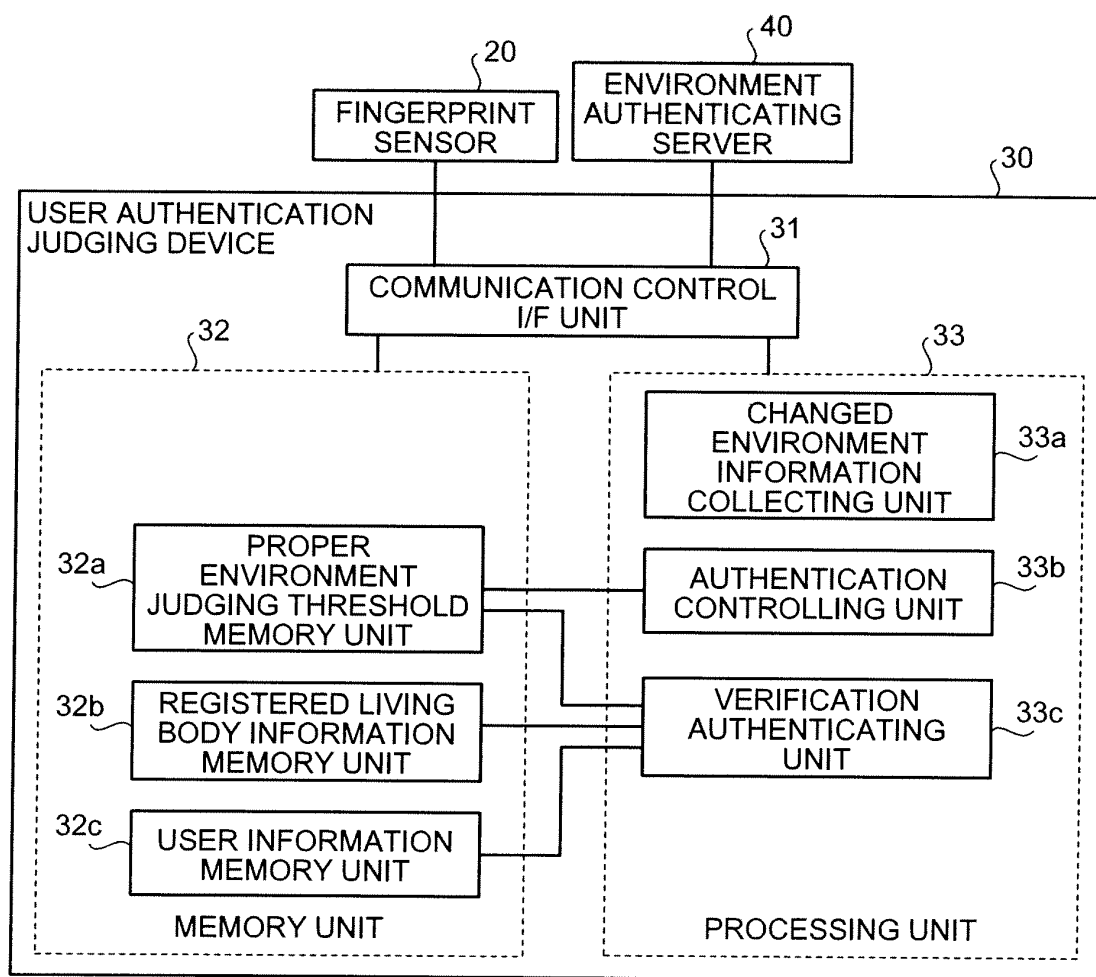 20
40
FINGERPRINT
SENSOR
ENVIRONMENT
AUTHENTICATING
SERVER
30
USER AUTHENTICATION
JUDGING DEVICE
31
COMMUNICATION CONTROL
I/F UNIT
32
33
CHANGED
ENVIRONMENT
INFORMATION
COLLECTING UNIT
33a
32a
PROPER
ENVIRONMENT
JUDGING THRESHOLD
MEMORY UNIT
AUTHENTICATION
CONTROLLING UNIT
33b
32b
REGISTERED LIVING
BODY INFORMATION
MEMORY UNIT
VERIFICATION
AUTHENTICATING
UNIT
33c
32c
USER INFORMATION
MEMORY UNIT
MEMORY UNIT
PROCESSING UNIT